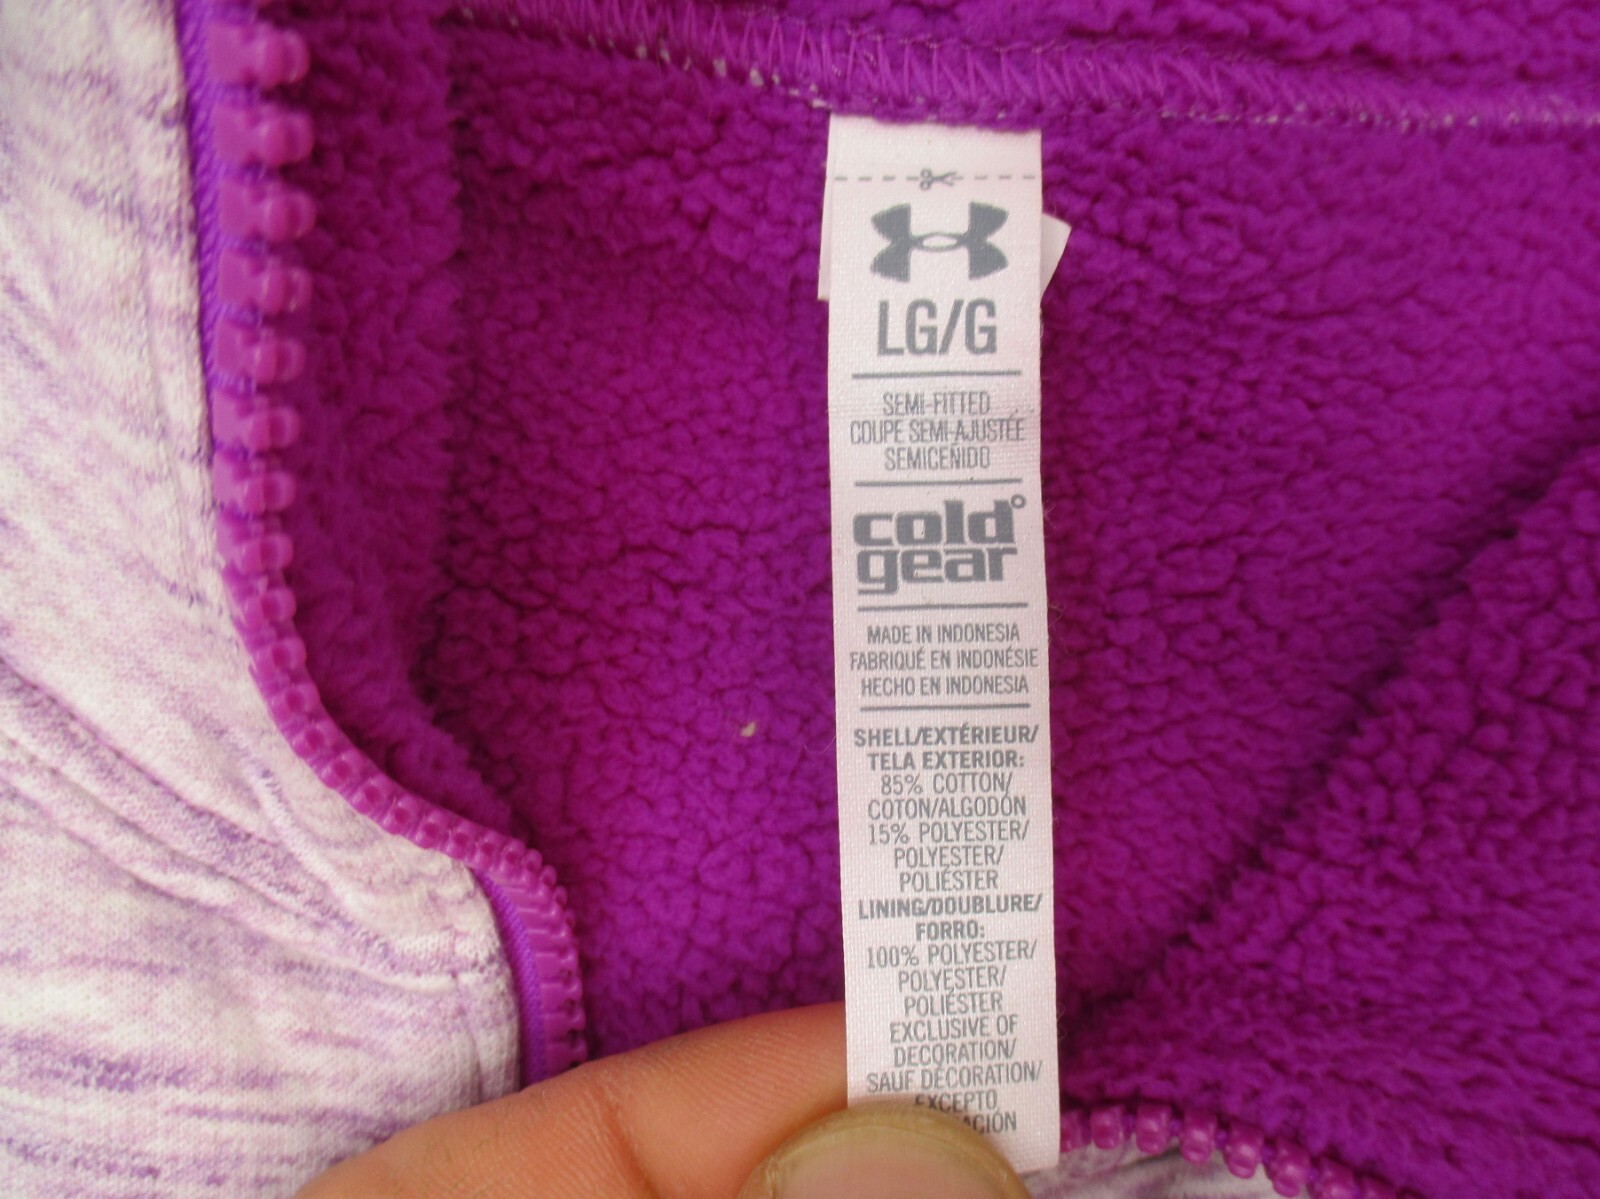 LG/G
SEMI-FITTED
COUPE SEMI-AJUSTÉE
SEMICEÑIDO
cold°
gear
MADE IN INDONESIA
FABRIQUÉ EN INDONÉSIE
HECHO EN INDONESIA
SHELL/EXTÉRIEUR/
TELA EXTERIOR:
85% COTTON/
COTON/ALGODÓN
15% POLYESTER/
POLYESTER/
POLIÉSTER
LINING/DOUBLURE/
FORRO:
100% POLYESTER/
POLYESTER/
POLIÉSTER
EXCLUSIVE OF
DECORATION/
SAUF DÉCORATION/
EXCEPTO